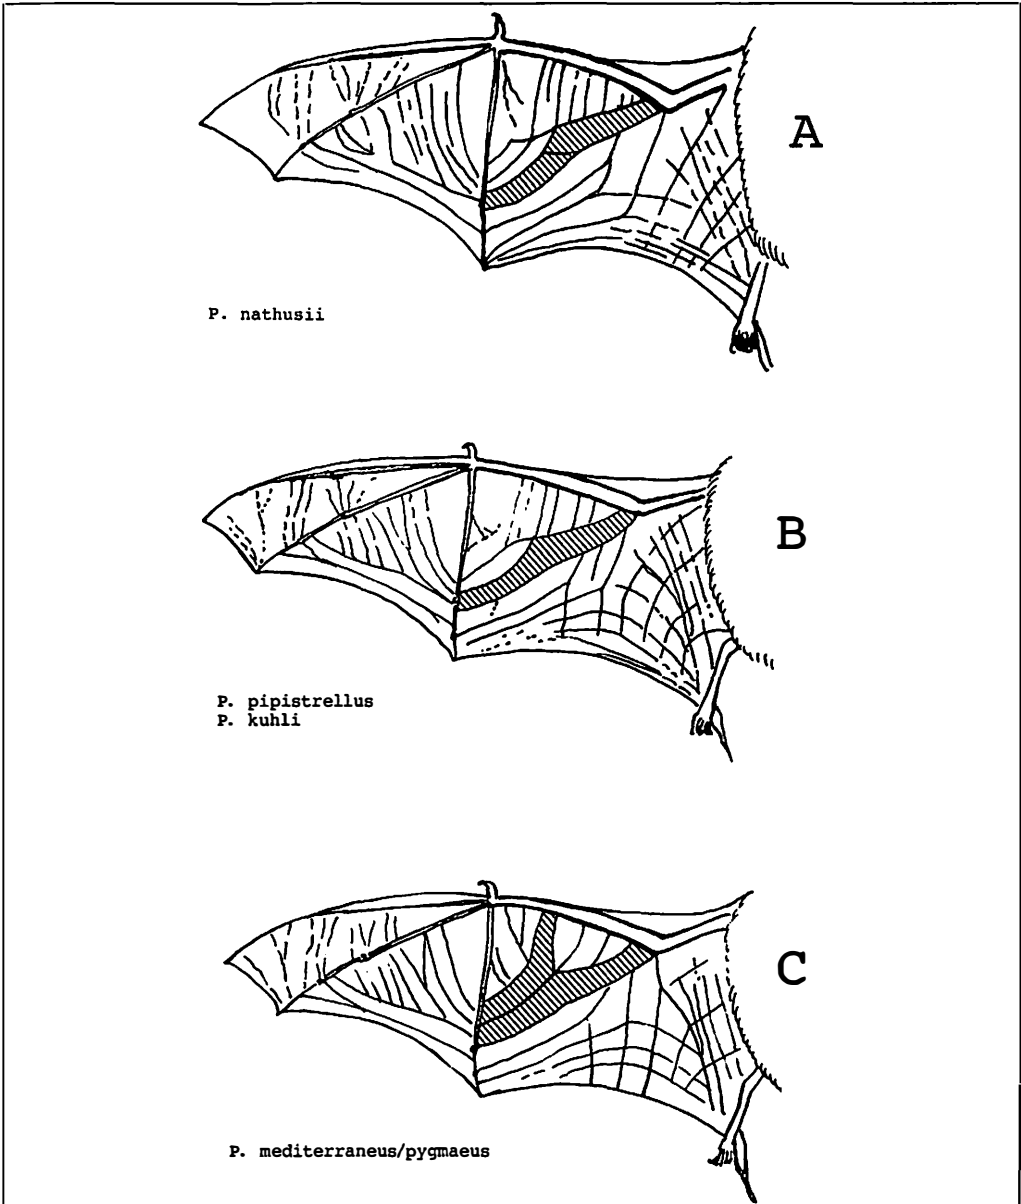 A
P. nathusii
B
P. pipistrellus
P. kuhli
C
P. mediterraneus/pygmaeus